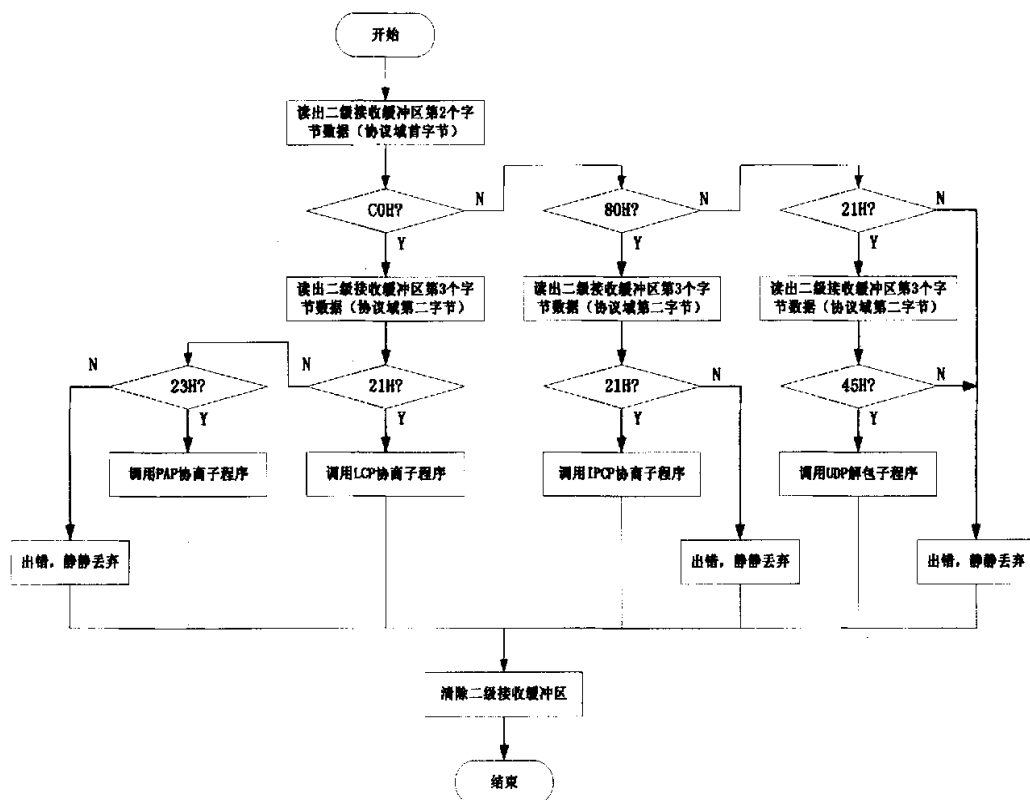 开始
读出二级接收缓冲区第2个字
节数据（协议域首字节）
C0H?
N
80H?
N
21H?
N
Y
Y
Y
读出二级接收缓冲区第3个字
节数据（协议域第二字节）
读出二级接收缓冲区第3个字
节数据（协议域第二字节）
读出二级接收缓冲区第3个字
节数据（协议域第二字节）
N
23H?
N
21H?
21H?
N
45H?
N
Y
Y
Y
Y
调用PAP协商子程序
调用LCP协商子程序
调用IPCP协商子程序
调用UDP解包子程序
出错，静静丢弃
出错，静静丢弃
出错，静静丢弃
清除二级接收缓冲区
结束